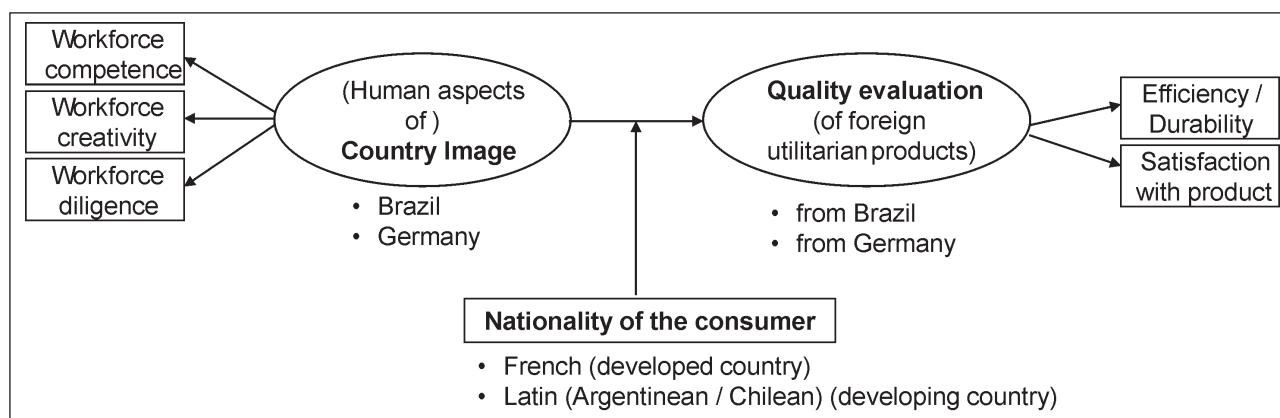 Workforce
competence
Workforce
creativity
Workforce
diligence
(Human aspects
of )
Country Image
• Brazil
• Germany
Quality evaluation
(of foreign
utilitarian products)
• from Brazil
• from Germany
Efficiency /
Durability
Satisfaction
with product
Nationality of the consumer
• French (developed country)
• Latin (Argentinean / Chilean) (developing country)